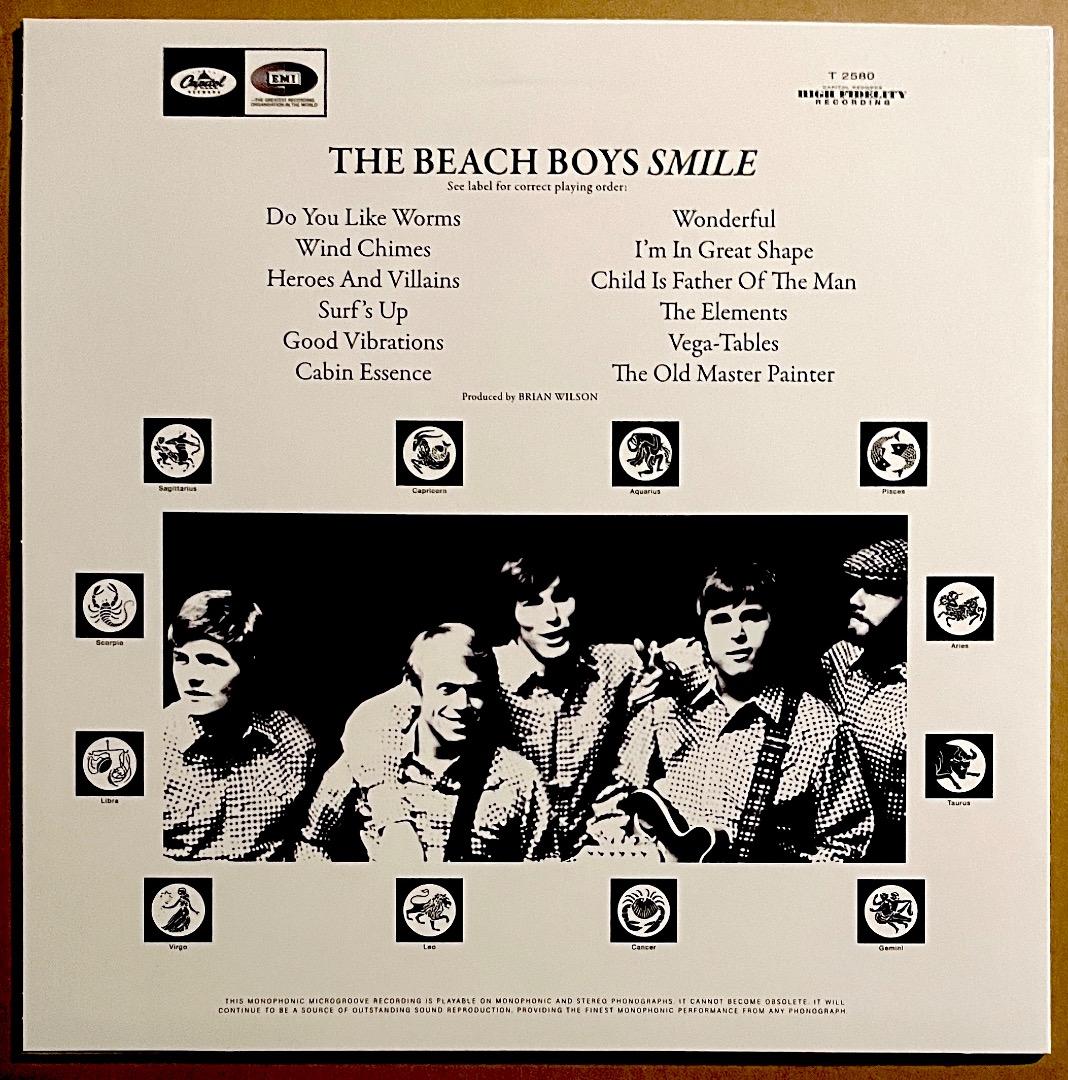 Capitol
RECORDS
EMI
THE GREATEST RECORDING
ORGANISATION IN THE WORLD
T 2580
CAPITOL RECORDS
HIGH FIDELITY
RECORDING
THE BEACH BOYS SMILE
See label for correct playing order:
Do You Like Worms
Wind Chimes
Heroes And Villains
Surf's Up
Good Vibrations
Cabin Essence
Wonderful
I'm In Great Shape
Child Is Father Of The Man
The Elements
Vega-Tables
The Old Master Painter
Produced by BRIAN WILSON
Sagittarius
Capricorn
Aquarius
Pisces
Scorpio
Aries
Libra
Taurus
Virgo
Leo
Cancer
Gemini
THIS MONOPHONIC MICROGROOVE RECORDING IS PLAYABLE ON MONOPHONIC AND STEREO PHONOGRAPHS. IT CANNOT BECOME OBSOLETE. IT WILL
CONTINUE TO BE A SOURCE OF OUTSTANDING SOUND REPRODUCTION, PROVIDING THE FINEST MONOPHONIC PERFORMANCE FROM ANY PHONOGRAPH.